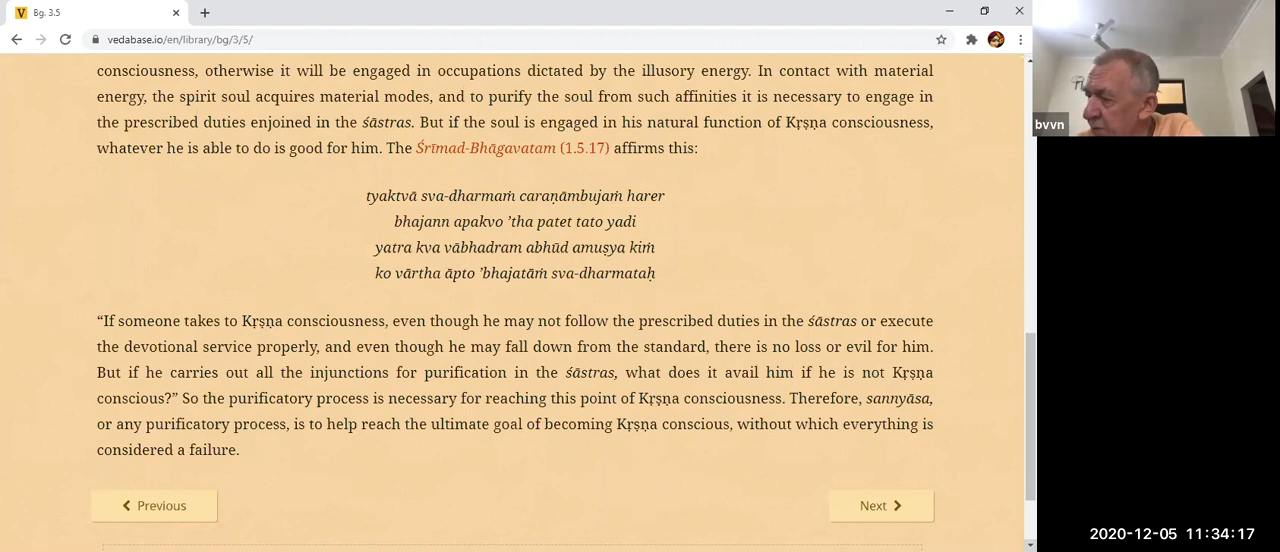 Bg. 3.5
vedabase.io/en/library/bg/3/5/
consciousness, otherwise it will be engaged in occupations dictated by the illusory energy. In contact with material
energy, the spirit soul acquires material modes, and to purify the soul from such affinities it is necessary to engage in
the prescribed duties enjoined in the śāstras. But if the soul is engaged in his natural function of Kṛṣṇa consciousness,
whatever he is able to do is good for him. The Śrīmad-Bhāgavatam (1.5.17) affirms this:
tyaktvā sva-dharmaṁ caraṇāmbujaṁ harer
bhajann apakvo ’tha patet tato yadi
yatra kva vābhadram abhūd amuṣya kiṁ
ko vārtha āpto ’bhajatāṁ sva-dharmataḥ
“If someone takes to Kṛṣṇa consciousness, even though he may not follow the prescribed duties in the śāstras or execute
the devotional service properly, and even though he may fall down from the standard, there is no loss or evil for him.
But if he carries out all the injunctions for purification in the śāstras, what does it avail him if he is not Kṛṣṇa
conscious?” So the purificatory process is necessary for reaching this point of Kṛṣṇa consciousness. Therefore, sannyāsa,
or any purificatory process, is to help reach the ultimate goal of becoming Kṛṣṇa conscious, without which everything is
considered a failure.
Previous
Next
bvvn
2020-12-05 11:34:17